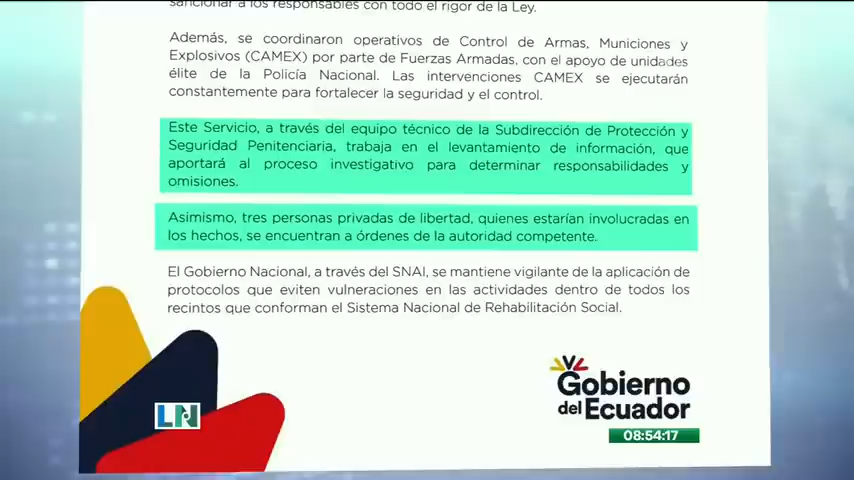 sancionar a los responsables con todo el rigor de la Ley.
Además, se coordinaron operativos de Control de Armas, Municiones y
Explosivos (CAMEX) por parte de Fuerzas Armadas, con el apoyo de unidades
élite de la Policía Nacional. Las intervenciones CAMEX se ejecutarán
constantemente para fortalecer la seguridad y el control.
Este Servicio, a través del equipo técnico de la Subdirección de Protección y
Seguridad Penitenciaria, trabaja en el levantamiento de información, que
aportará al proceso investigativo para determinar responsabilidades y
omisiones.
Asimismo, tres personas privadas de libertad, quienes estarían involucradas en
los hechos, se encuentran a órdenes de la autoridad competente.
El Gobierno Nacional, a través del SNAI, se mantiene vigilante de la aplicación de
protocolos que eviten vulneraciones en las actividades dentro de todos los
recintos que conforman el Sistema Nacional de Rehabilitación Social.
Gobierno
del Ecuador
LN
08:54:17